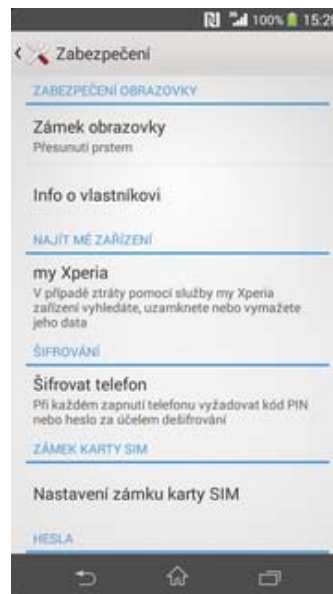 100% 15:20
Zabezpečení
ZABEZPEČENÍ OBRAZOVKY
Zámek obrazovky
Přesunutí prstem
Info o vlastníkovi
NAJÍT MÉ ZAŘÍZENÍ
my Xperia
V případě ztráty pomocí služby my Xperia
zařízení vyhledáte, uzamknete nebo vymažete
jeho data
ŠIFROVÁNÍ
Šifrovat telefon
Při každém zapnutí telefonu vyžadovat kód PIN
nebo heslo za účelem dešifrování
ZÁMEK KARTY SIM
Nastavení zámku karty SIM
HESLA